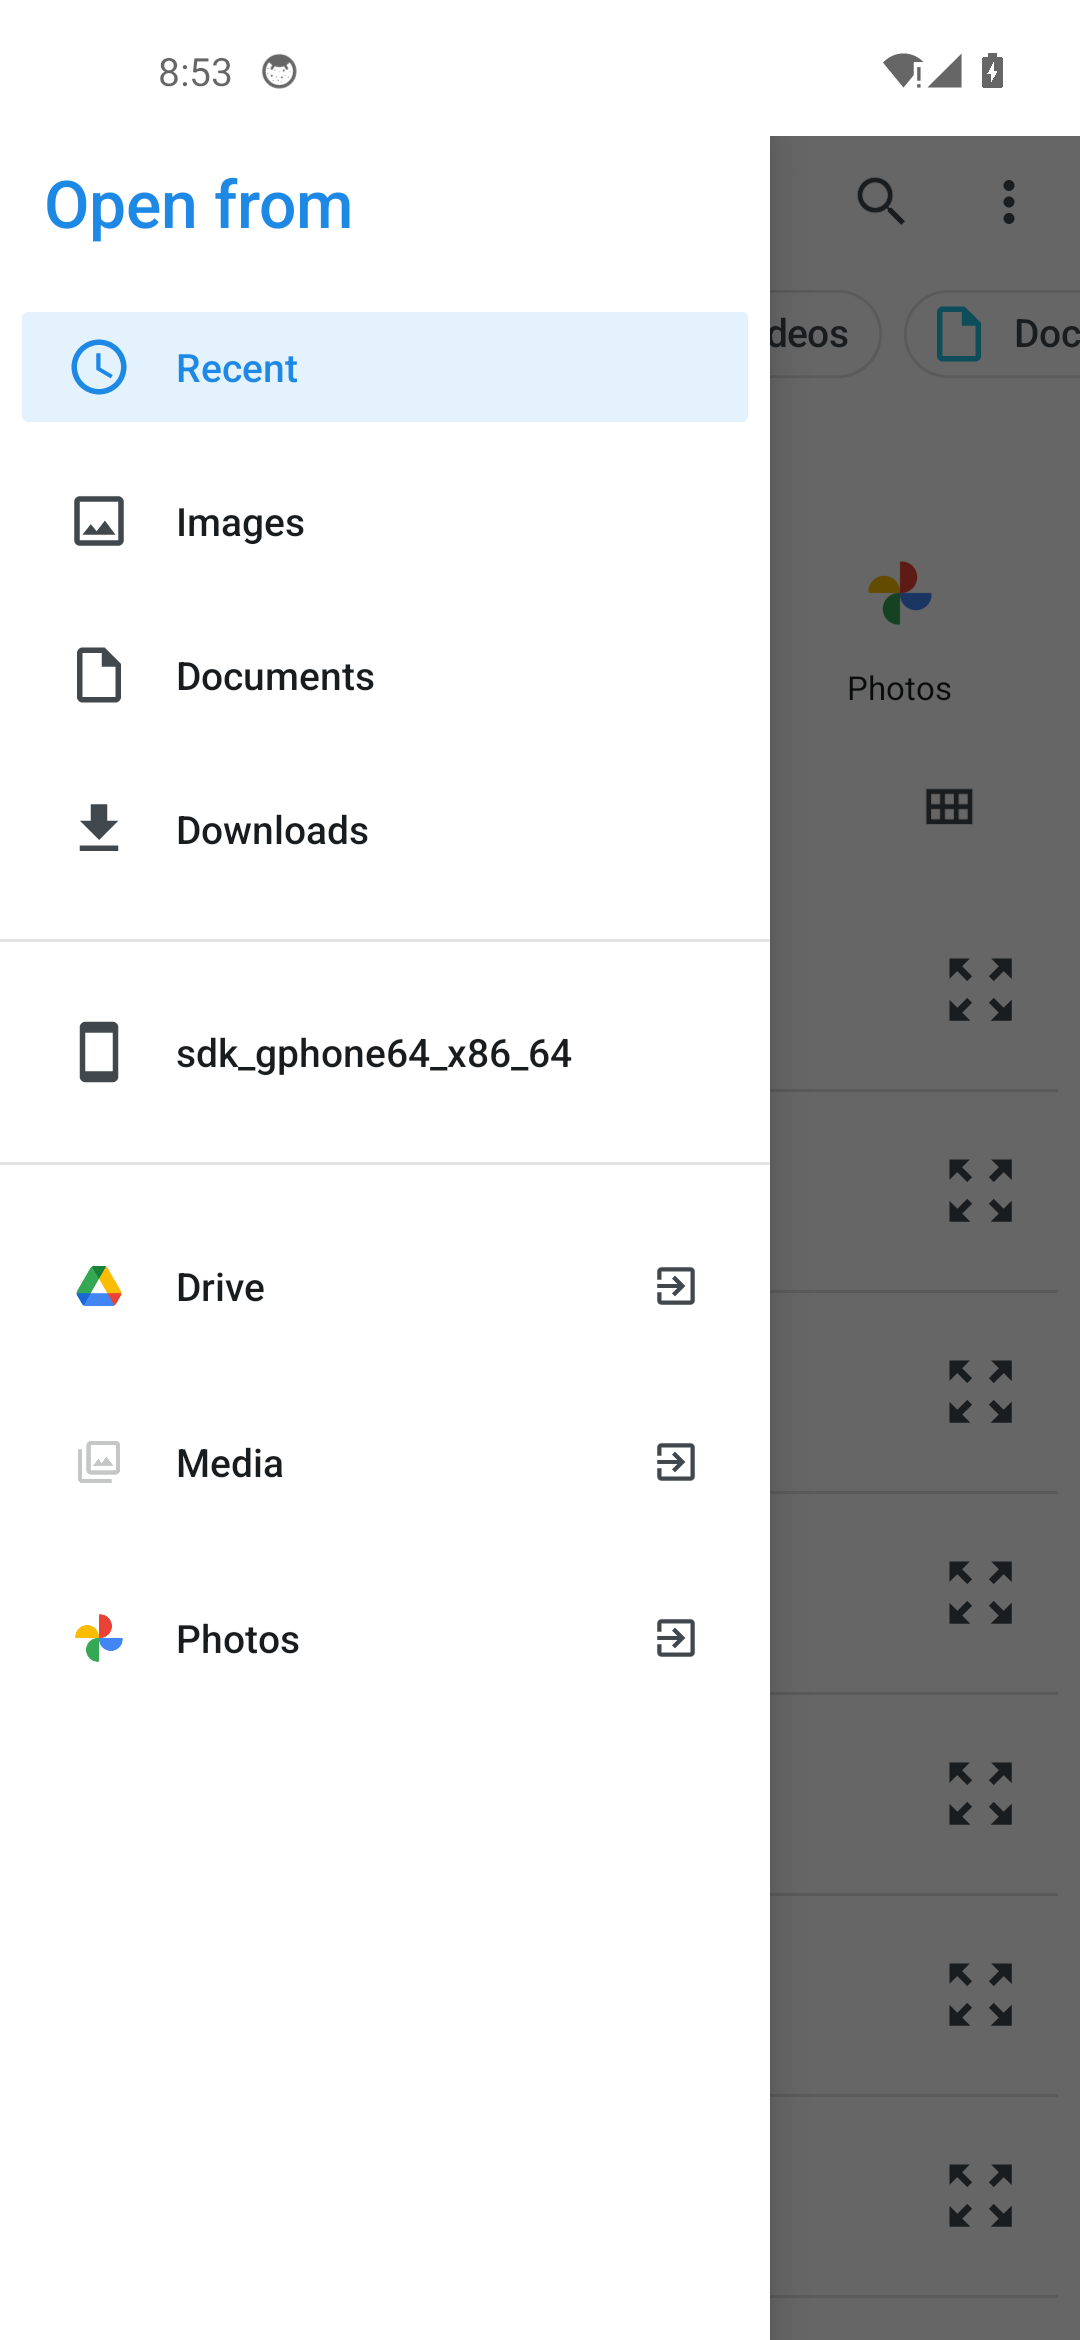 8:53
Open from
Recent
deos
Doc
Images
Documents
Photos
Downloads
sdk_gphone64_x86_64
Drive
Media
Photos